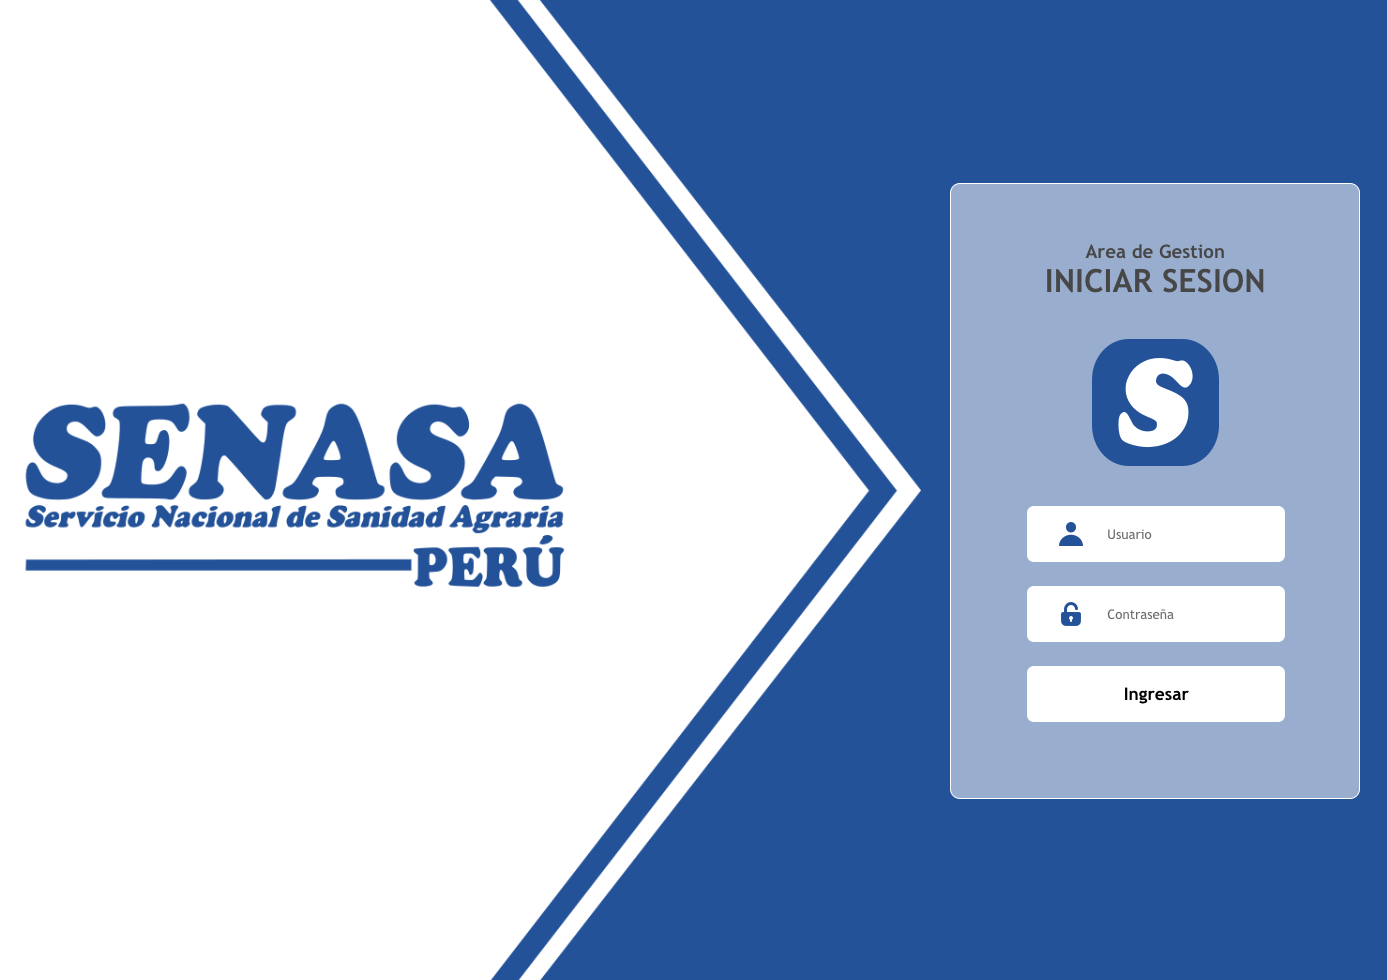 SENASA
Servicio Nacional de Sanidad Agraria
PERÚ
Area de Gestion
INICIAR SESION
S
Usuario
Contraseña
Ingresar